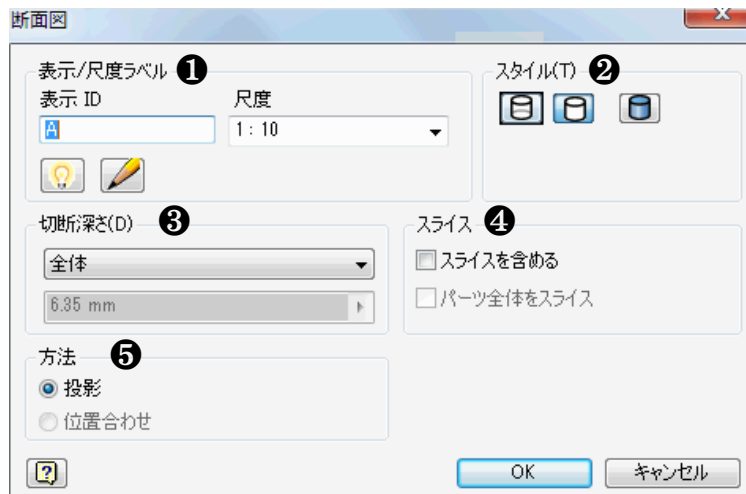 断面図
表示/尺度ラベル ❶
表示 ID 尺度
A 1 : 10
スタイル(T) ❷
切断深さ(D) ❸
全体
6.35 mm
スライス ❹
スライスを含める
パーツ全体をスライス
方法 ❺
投影
位置合わせ
OK キャンセル